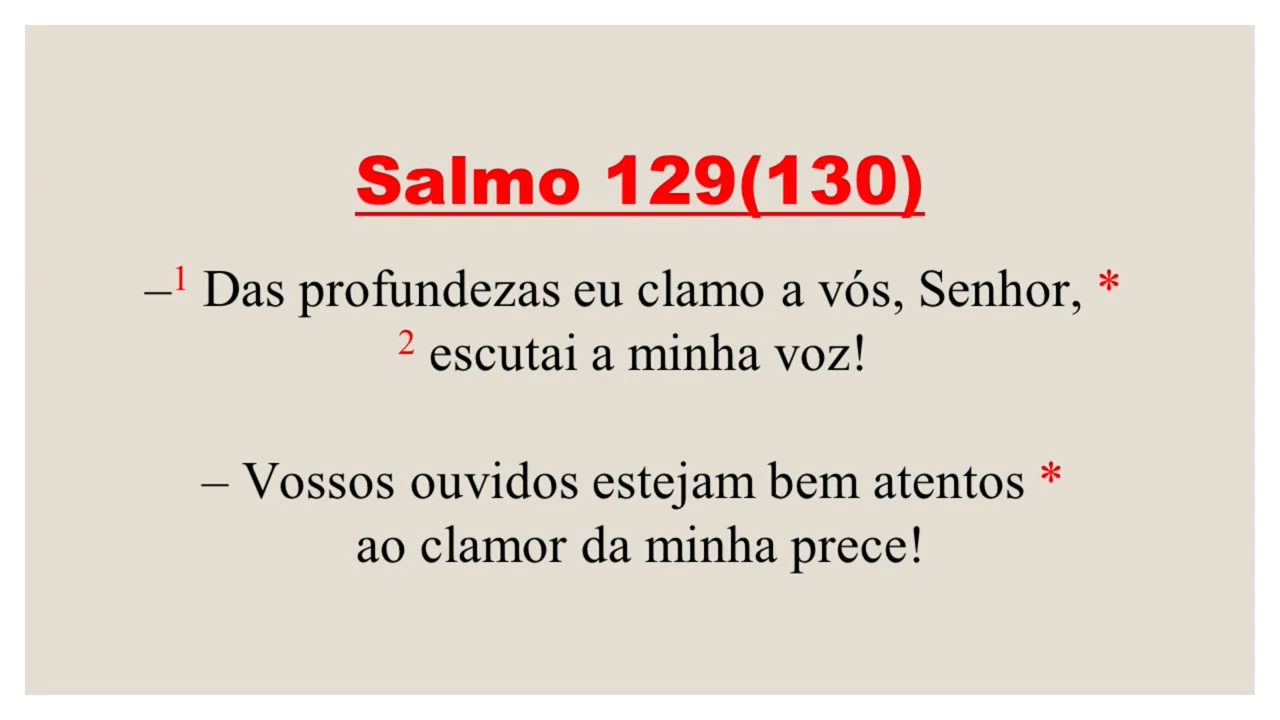 Salmo 129(130)
–¹ Das profundezas eu clamo a vós, Senhor, *
² escutai a minha voz!
– Vossos ouvidos estejam bem atentos *
ao clamor da minha prece!